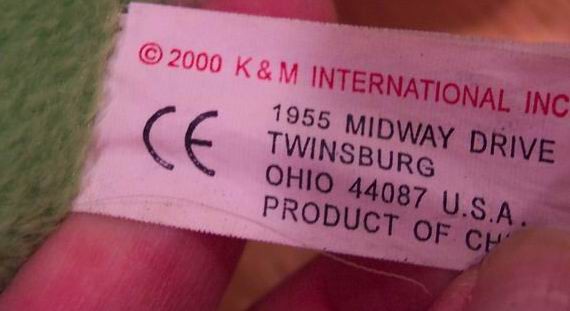 © 2000 K & M INTERNATIONAL INC
CE
1955 MIDWAY DRIVE
TWINSBURG
OHIO 44087 U.S.A.
PRODUCT OF